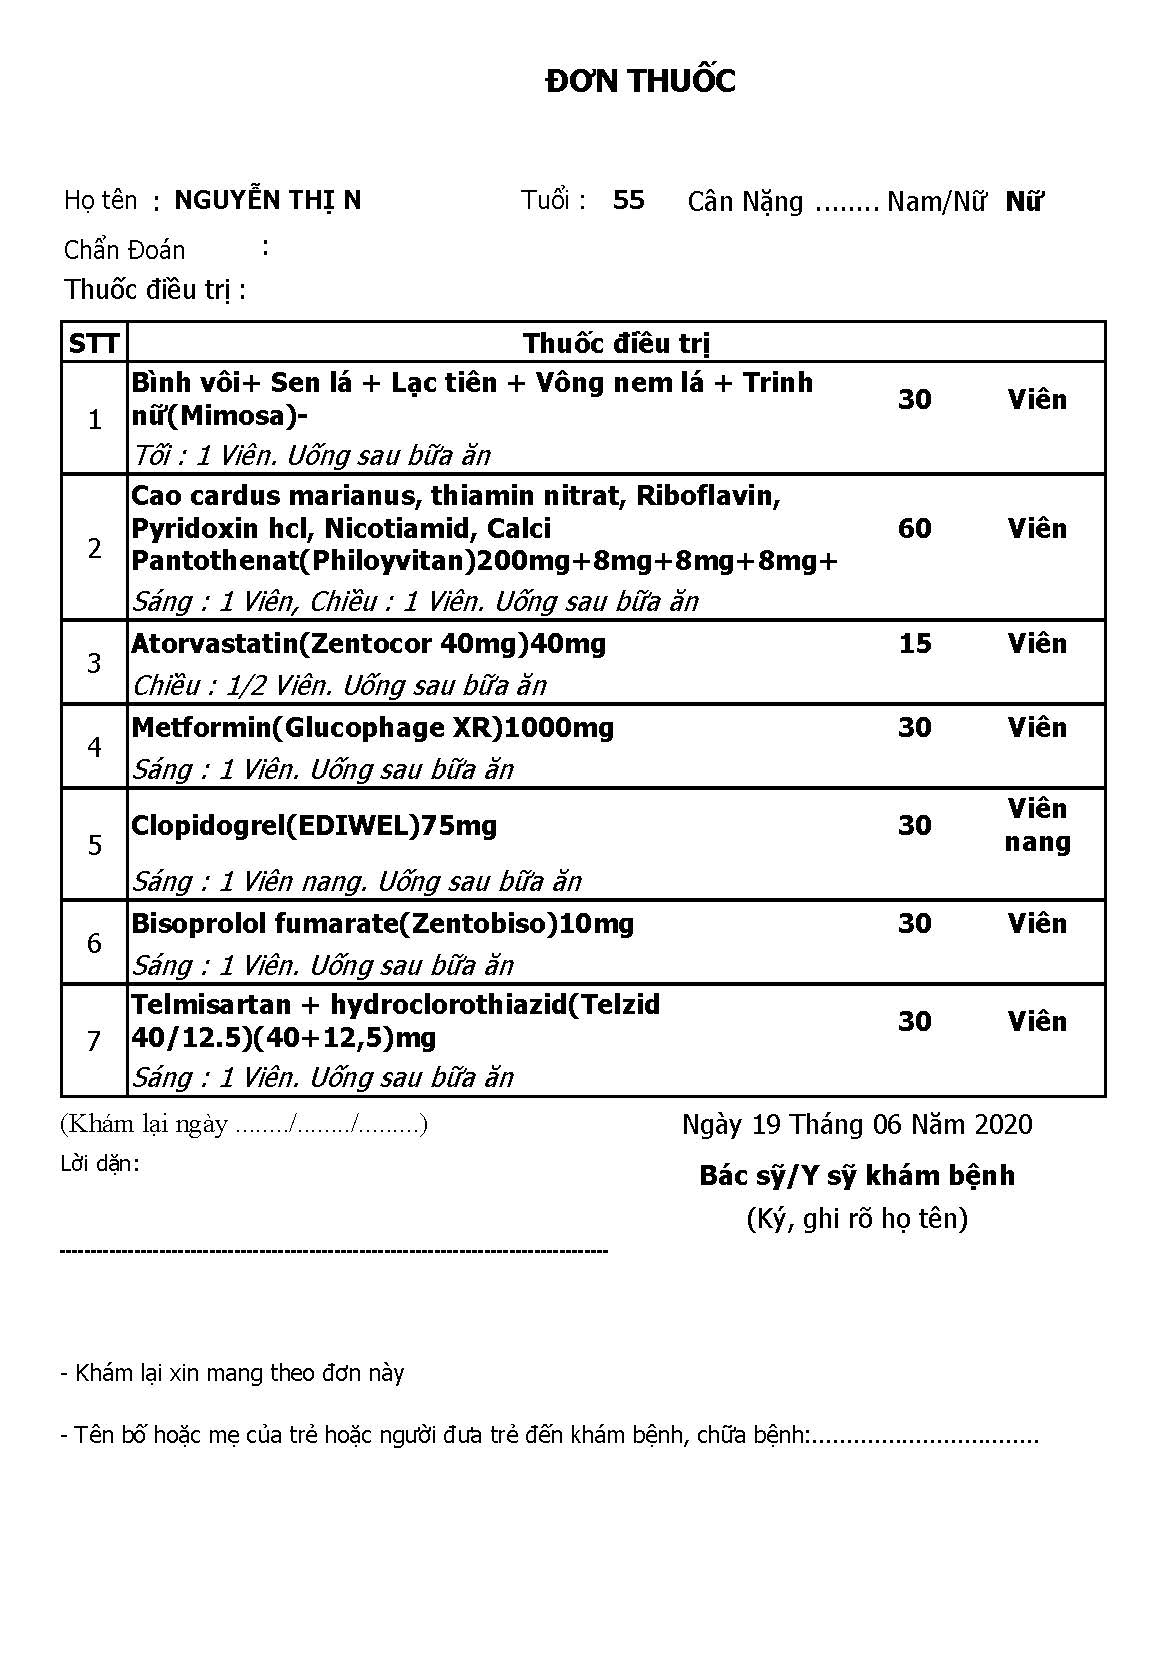 ĐƠN THUỐC
Họ tên : NGUYỄN THỊ N Tuổi : 55 Cân Nặng ........ Nam/Nữ Nữ
Chẩn Đoán :
Thuốc điều trị :
STT Thuốc điều trị
1 Bình vôi+ Sen lá + Lạc tiên + Vông nem lá + Trinh
nữ(Mimosa)- 30 Viên
Tối : 1 Viên. Uống sau bữa ăn
2 Cao cardus marianus, thiamin nitrat, Riboflavin,
Pyridoxin hcl, Nicotiamid, Calci 60 Viên
Pantothenat(Philoyvitan)200mg+8mg+8mg+8mg+
Sáng : 1 Viên, Chiều : 1 Viên. Uống sau bữa ăn
3 Atorvastatin(Zentocor 40mg)40mg 15 Viên
Chiều : 1/2 Viên. Uống sau bữa ăn
4 Metformin(Glucophage XR)1000mg 30 Viên
Sáng : 1 Viên. Uống sau bữa ăn
5 Clopidogrel(EDIWEL)75mg 30 Viên
nang
Sáng : 1 Viên nang. Uống sau bữa ăn
6 Bisoprolol fumarate(Zentobiso)10mg 30 Viên
Sáng : 1 Viên. Uống sau bữa ăn
7 Telmisartan + hydroclorothiazid(Telzid
40/12.5)(40+12,5)mg 30 Viên
Sáng : 1 Viên. Uống sau bữa ăn
(Khám lại ngày ......../......../.........) Ngày 19 Tháng 06 Năm 2020
Lời dặn:
Bác sỹ/Y sỹ khám bệnh
(Ký, ghi rõ họ tên)
- Khám lại xin mang theo đơn này
- Tên bố hoặc mẹ của trẻ hoặc người đưa trẻ đến khám bệnh, chữa bệnh:.................................